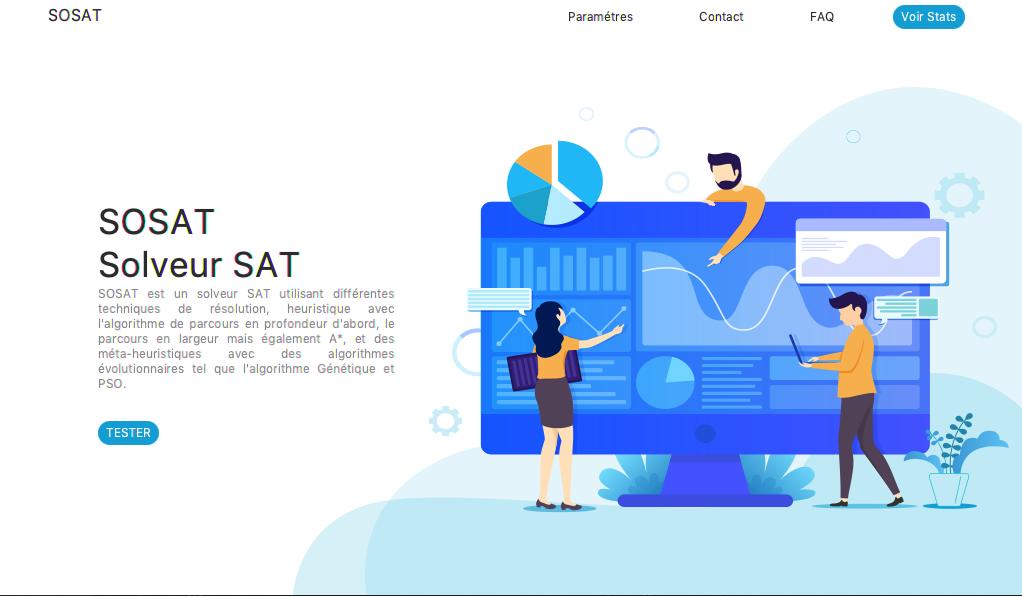 SOSAT
Paramétres
Contact
FAQ
Voir Stats
SOSAT
Solveur SAT
SOSAT est un solveur SAT utilisant différentes
techniques de résolution, heuristique avec
l'algorithme de parcours en profondeur d'abord, le
parcours en largeur mais également A*, et des
méta-heuristiques avec des algorithmes
évolutionnaires tel que l'algorithme Génétique et
PSO.
TESTER